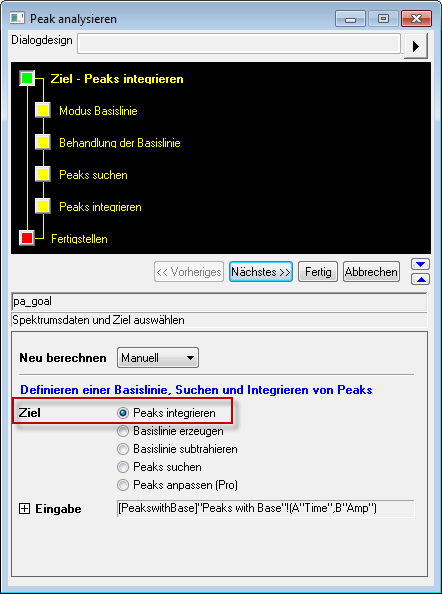 Peak analysieren
Dialogdesign
Ziel - Peaks integrieren
Modus Basislinie
Behandlung der Basislinie
Peaks suchen
Peaks integrieren
Fertigstellen
<< Vorheriges Nächstes >> Fertig Abbrechen
pa_goal
Spektrumsdaten und Ziel auswählen
Neu berechnen Manuell
Definieren einer Basislinie, Suchen und Integrieren von Peaks
Ziel Peaks integrieren
Basislinie erzeugen
Basislinie subtrahieren
Peaks suchen
Peaks anpassen (Pro)
Eingabe [PeakswithBase]"Peaks with Base"!(A"Time",B"Amp")